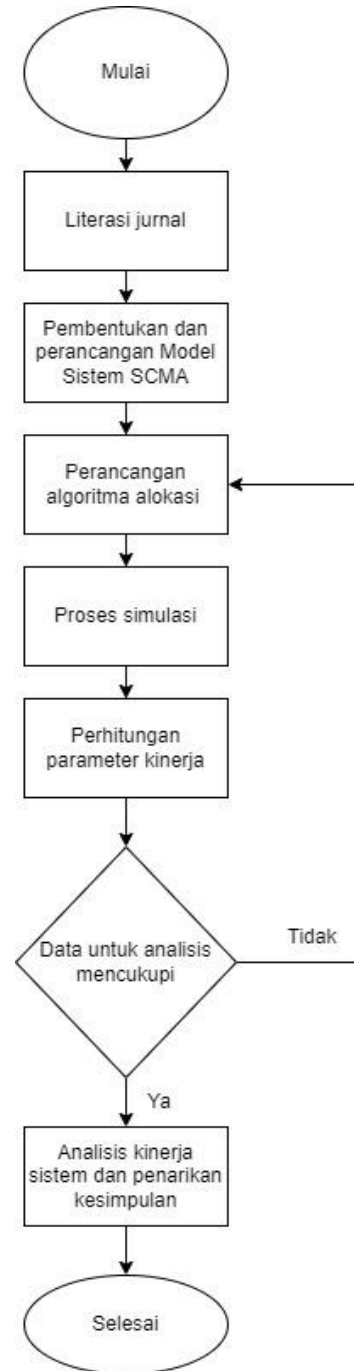 Mulai
Literasi jurnal
Pembentukan dan
perancangan Model
Sistem SCMA
Perancangan
algoritma alokasi
Proses simulasi
Perhitungan
parameter kinerja
Data untuk analisis
mencukupi
Tidak
Ya
Analisis kinerja
sistem dan penarikan
kesimpulan
Selesai